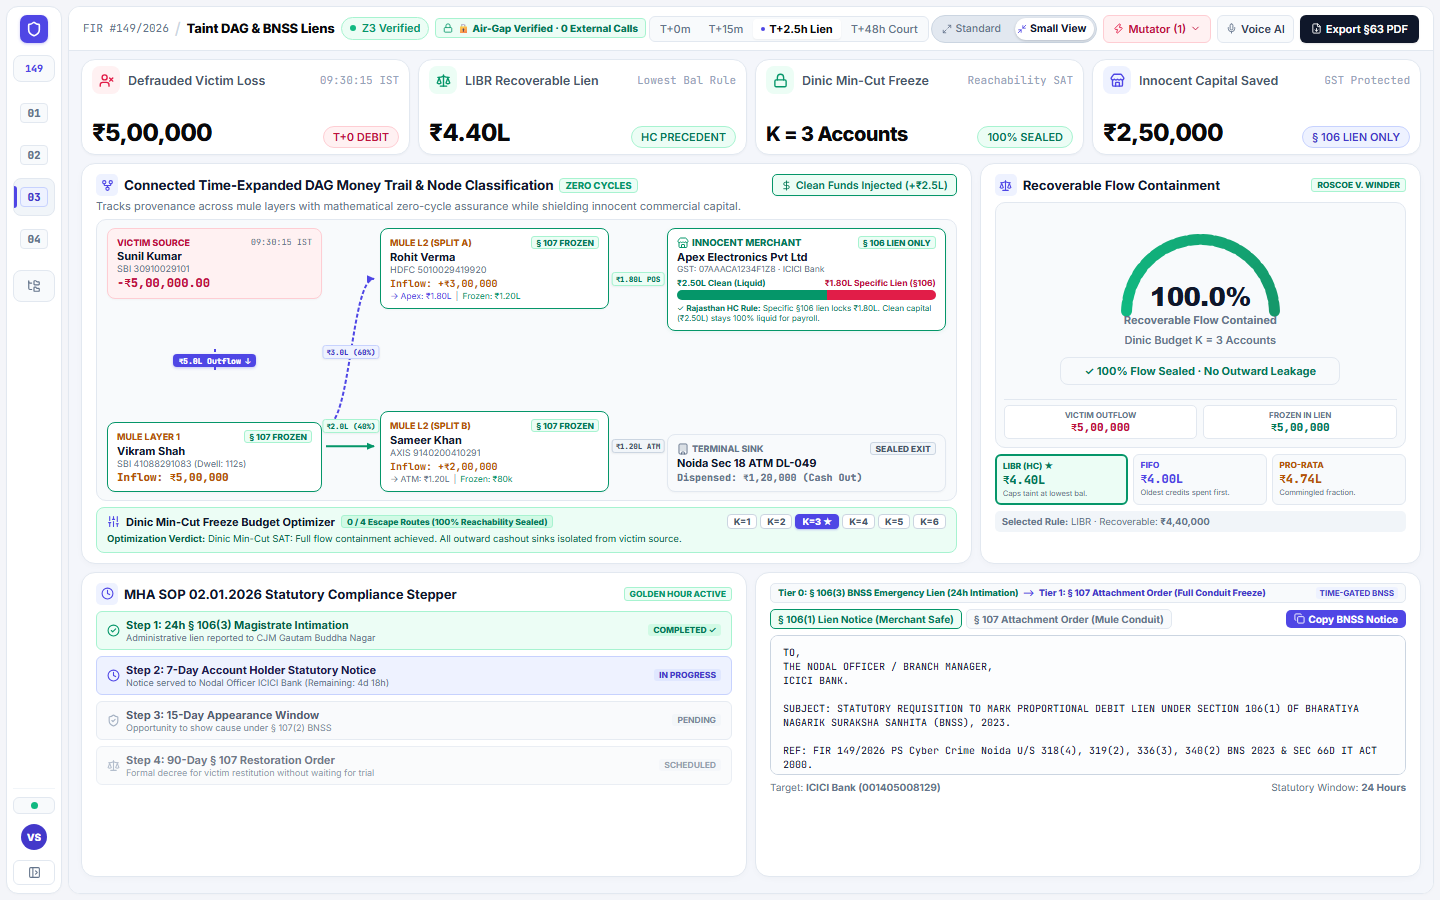 FIR #149/2026 / Taint DAG & BNSS Liens
Z3 Verified
🔒 Air-Gap Verified · 0 External Calls
T+0m
T+15m
• T+2.5h Lien
T+48h Court
Standard
Small View
Mutator (1)
Voice AI
Export §63 PDF
149
01
02
03
04
VS
Defrauded Victim Loss
09:30:15 IST
₹5,00,000
T+0 DEBIT
LIBR Recoverable Lien
Lowest Bal Rule
₹4.40L
HC PRECEDENT
Dinic Min-Cut Freeze
Reachability SAT
K = 3 Accounts
100% SEALED
Innocent Capital Saved
GST Protected
₹2,50,000
§ 106 LIEN ONLY
Connected Time-Expanded DAG Money Trail & Node Classification
ZERO CYCLES
Clean Funds Injected (+₹2.5L)
Tracks provenance across mule layers with mathematical zero-cycle assurance while shielding innocent commercial capital.
VICTIM SOURCE
09:30:15 IST
Sunil Kumar
SBI 30910029101
-₹5,00,000.00
₹5.0L Outflow ↓
MULE LAYER 1
§ 107 FROZEN
Vikram Shah
SBI 41088291083 (Dwell: 112s)
Inflow: ₹5,00,000
₹3.0L (60%)
₹2.0L (40%)
MULE L2 (SPLIT A)
§ 107 FROZEN
Rohit Verma
HDFC 5010029419920
Inflow: +₹3,00,000
→ Apex: ₹1.80L | Frozen: ₹1.20L
MULE L2 (SPLIT B)
§ 107 FROZEN
Sameer Khan
AXIS 9140200410291
Inflow: +₹2,00,000
→ ATM: ₹1.20L | Frozen: ₹80k
₹1.80L POS
₹1.20L ATM
INNOCENT MERCHANT
§ 106 LIEN ONLY
Apex Electronics Pvt Ltd
GST: 07AAACA1234F1Z8 · ICICI Bank
₹2.50L Clean (Liquid)
₹1.80L Specific Lien (§106)
✓ Rajasthan HC Rule: Specific §106 lien locks ₹1.80L. Clean capital
(₹2.50L) stays 100% liquid for payroll.
TERMINAL SINK
SEALED EXIT
Noida Sec 18 ATM DL-049
Dispensed: ₹1,20,000 (Cash Out)
Dinic Min-Cut Freeze Budget Optimizer
0 / 4 Escape Routes (100% Reachability Sealed)
K=1
K=2
K=3 ★
K=4
K=5
K=6
Optimization Verdict: Dinic Min-Cut SAT: Full flow containment achieved. All outward cashout sinks isolated from victim source.
Recoverable Flow Containment
ROSCOE V. WINDER
100.0%
Recoverable Flow Contained
Dinic Budget K = 3 Accounts
✓ 100% Flow Sealed · No Outward Leakage
VICTIM OUTFLOW
₹5,00,000
FROZEN IN LIEN
₹5,00,000
LIBR (HC) ★
₹4.40L
Caps taint at lowest bal.
FIFO
₹4.00L
Oldest credits spent first.
PRO-RATA
₹4.74L
Commingled fraction.
Selected Rule: LIBR · Recoverable: ₹4,40,000
MHA SOP 02.01.2026 Statutory Compliance Stepper
GOLDEN HOUR ACTIVE
Step 1: 24h § 106(3) Magistrate Intimation
Administrative lien reported to CJM Gautam Buddha Nagar
COMPLETED ✓
Step 2: 7-Day Account Holder Statutory Notice
Notice served to Nodal Officer ICICI Bank (Remaining: 4d 18h)
IN PROGRESS
Step 3: 15-Day Appearance Window
Opportunity to show cause under § 107(2) BNSS
PENDING
Step 4: 90-Day § 107 Restoration Order
Formal decree for victim restitution without waiting for trial
SCHEDULED
Tier 0: § 106(3) BNSS Emergency Lien (24h Intimation) → Tier 1: § 107 Attachment Order (Full Conduit Freeze)
TIME-GATED BNSS
§ 106(1) Lien Notice (Merchant Safe)
§ 107 Attachment Order (Mule Conduit)
Copy BNSS Notice
TO,
THE NODAL OFFICER / BRANCH MANAGER,
ICICI BANK.
SUBJECT: STATUTORY REQUISITION TO MARK PROPORTIONAL DEBIT LIEN UNDER SECTION 106(1) OF BHARATIYA
NAGARIK SURAKSHA SANHITA (BNSS), 2023.
REF: FIR 149/2026 PS Cyber Crime Noida U/S 318(4), 319(2), 336(3), 340(2) BNS 2023 & SEC 66D IT ACT
2000.
Target: ICICI Bank (001405008129)
Statutory Window: 24 Hours